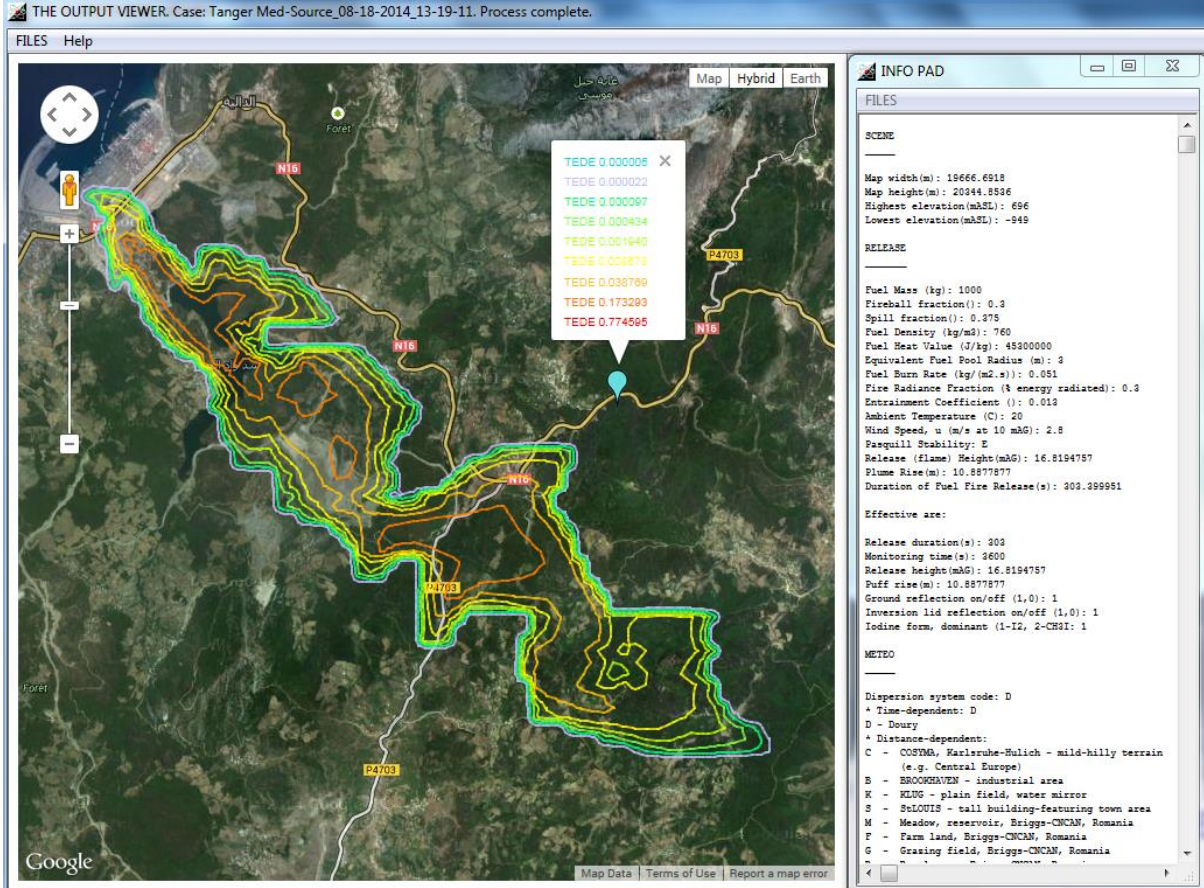 THE OUTPUT VIEWER. Case: Tanger Med-Source_08-18-2014_13-19-11. Process complete.
FILES Help
Map Hybrid Earth
الدالية
Forêt
غابة جبل
موسى
N16
TEDE 0.000005
TEDE 0.000022
TEDE 0.000097
TEDE 0.000434
TEDE 0.001940
TEDE 0.038769
TEDE 0.173293
TEDE 0.774595
P4703
N16
N16
N16
P4703
Forêt
P4703
Google
Map Data Terms of Use Report a map error
INFO PAD
FILES
SCENE
Map width(m): 19666.6918
Map height(m): 20344.8536
Highest elevation(mASL): 696
Lowest elevation(mASL): -949
RELEASE
Fuel Mass (kg): 1000
Fireball fraction(): 0.3
Spill fraction(): 0.375
Fuel Density (kg/m3): 760
Fuel Heat Value (J/kg): 45300000
Equivalent Fuel Pool Radius (m): 3
Fuel Burn Rate (kg/(m2.s)): 0.051
Fire Radiance Fraction (% energy radiated): 0.3
Entrainment Coefficient (): 0.013
Ambient Temperature (C): 20
Wind Speed, u (m/s at 10 mAG): 2.8
Pasquill Stability: E
Release (flame) Height(mAG): 16.8194757
Plume Rise(m): 10.8877877
Duration of Fuel Fire Release(s): 303.399951
Effective are:
Release duration(s): 303
Monitoring time(s): 3600
Release height(mAG): 16.8194757
Puff rise(m): 10.8877877
Ground reflection on/off (1,0): 1
Inversion lid reflection on/off (1,0): 1
Iodine form, dominant (1-I2, 2-CH3I: 1
METEO
Dispersion system code: D
* Time-dependent: D
D - Doury
* Distance-dependent:
C - COSYMA, Karlsruhe-Hulich - mild-hilly terrain
(e.g. Central Europe)
B - BROOKHAVEN - industrial area
K - KLUG - plain field, water mirror
S - StLOUIS - tall building-featuring town area
M - Meadow, reservoir, Briggs-CNCAN, Romania
F - Farm land, Briggs-CNCAN, Romania
G - Grazing field, Briggs-CNCAN, Romania